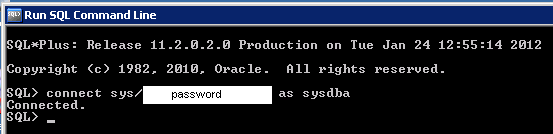 Run SQL Command Line
SQL*Plus: Release 11.2.0.2.0 Production on Tue Jan 24 12:55:14 2012
Copyright (c) 1982, 2010, Oracle.  All rights reserved.
SQL> connect sys/ password as sysdba
Connected.
SQL> _